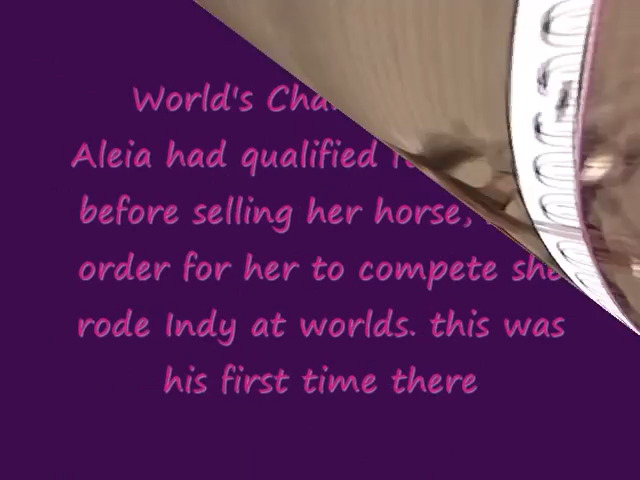 World's
Aleia had qualified
before selling her horse,
order for her to compete she
rode Indy at worlds. this was
his first time there